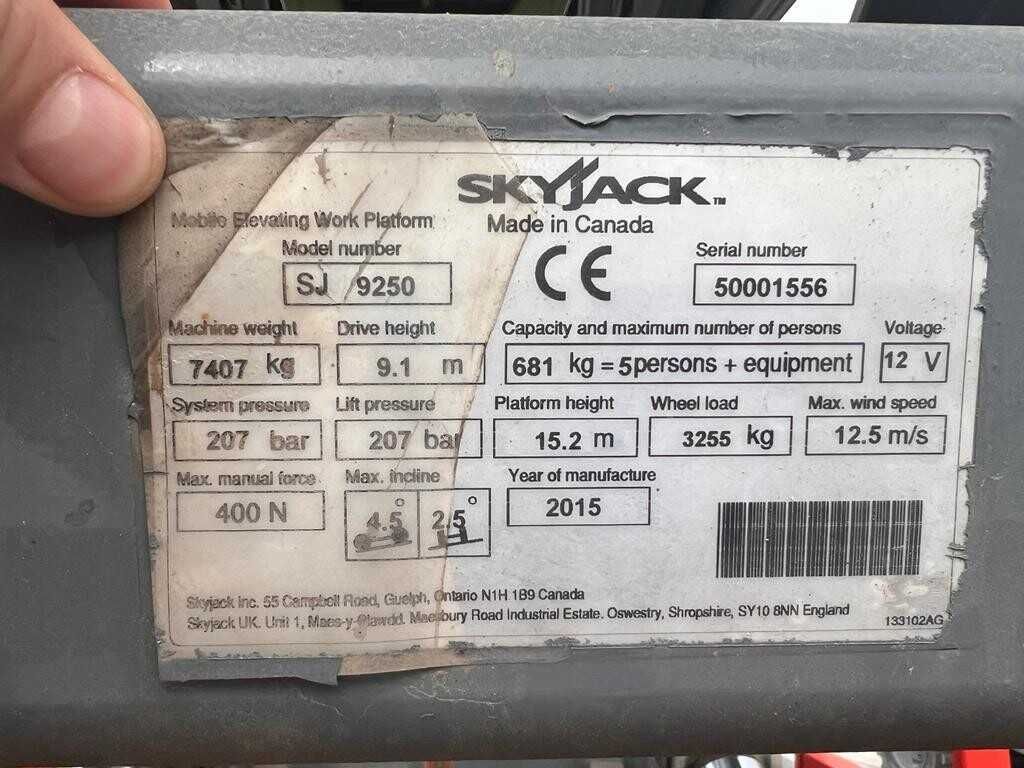 SKYJACK™
Mobile Elevating Work Platform
Made in Canada
Model number
SJ 9250
CE
Serial number
50001556
Machine weight
7407 kg
Drive height
9.1 m
Capacity and maximum number of persons
681 kg = 5persons + equipment
Voltage
12 V
System pressure
207 bar
Lift pressure
207 bar
Platform height
15.2 m
Wheel load
3255 kg
Max. wind speed
12.5 m/s
Max. manual force
400 N
Max. incline
4.5° 2.5°
Year of manufacture
2015
Skyjack Inc. 55 Campbell Road, Guelph, Ontario N1H 1B9 Canada
Skyjack UK. Unit 1, Maes-y-Clawdd. Maesbury Road Industrial Estate. Oswestry, Shropshire, SY10 8NN England
133102AG